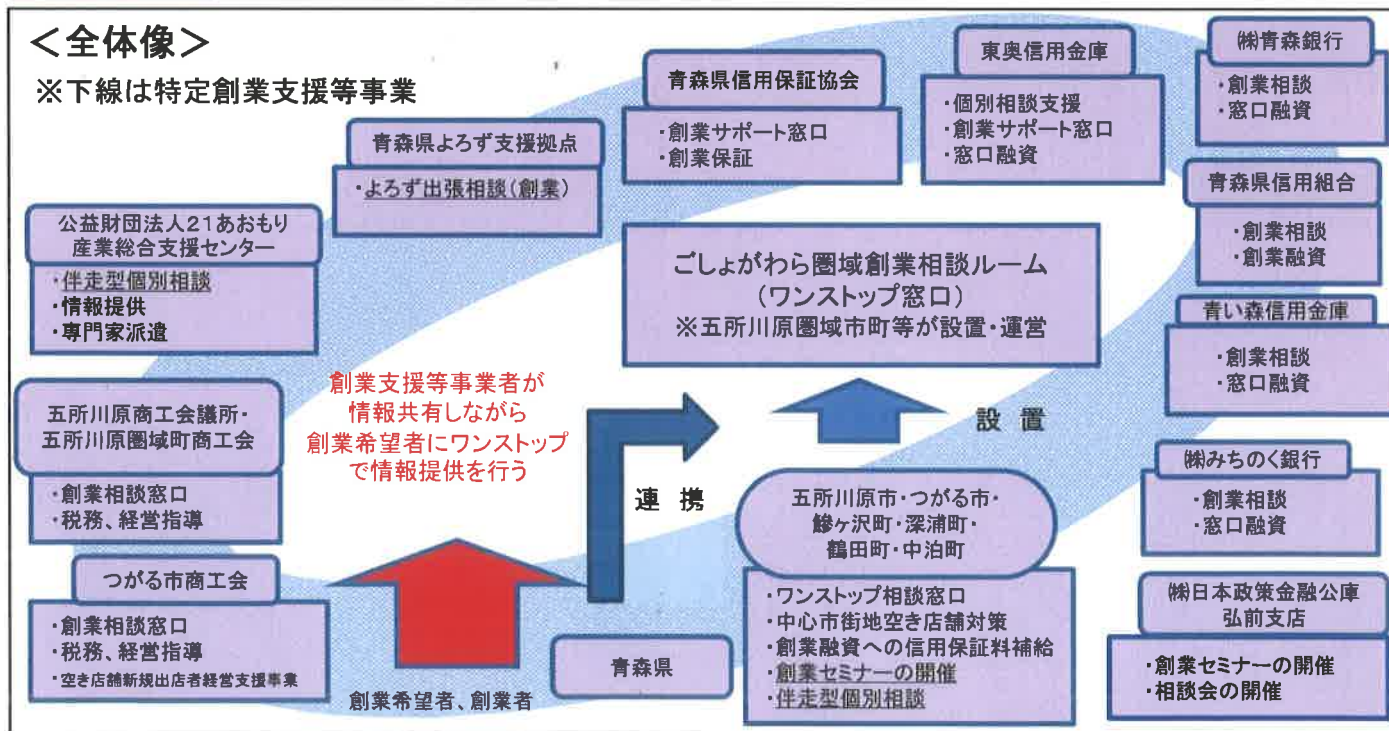 ＜全体像＞
※下線は特定創業支援等事業
青森県よろず支援拠点
・よろず出張相談(創業)
青森県信用保証協会
・創業サポート窓口
・創業保証
東奥信用金庫
・個別相談支援
・創業サポート窓口
・窓口融資
㈱青森銀行
・創業相談
・窓口融資
公益財団法人21あおもり
産業総合支援センター
・伴走型個別相談
・情報提供
・専門家派遣
ごしょがわら圏域創業相談ルーム
(ワンストップ窓口)
※五所川原圏域市町等が設置・運営
青森県信用組合
・創業相談
・創業融資
青い森信用金庫
・創業相談
・窓口融資
五所川原商工会議所・
五所川原圏域町商工会
・創業相談窓口
・税務、経営指導
創業支援等事業者が
情報共有しながら
創業希望者にワンストップ
で情報提供を行う
連 携
設 置
㈱みちのく銀行
・創業相談
・窓口融資
つがる市商工会
・創業相談窓口
・税務、経営指導
・空き店舗新規出店者経営支援事業
創業希望者、創業者
青森県
五所川原市・つがる市・
鰺ヶ沢町・深浦町・
鶴田町・中泊町
・ワンストップ相談窓口
・中心市街地空き店舗対策
・創業融資への信用保証料補給
・創業セミナーの開催
・伴走型個別相談
㈱日本政策金融公庫
弘前支店
・創業セミナーの開催
・相談会の開催